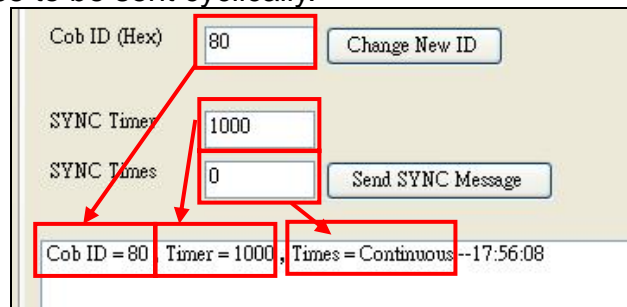 to be sent cyclically.
Cob ID (Hex) 80 Change New ID
SYNC Timer 1000
SYNC Times 0 Send SYNC Message
Cob ID = 80 , Timer = 1000 , Times = Continuous --17:56:08